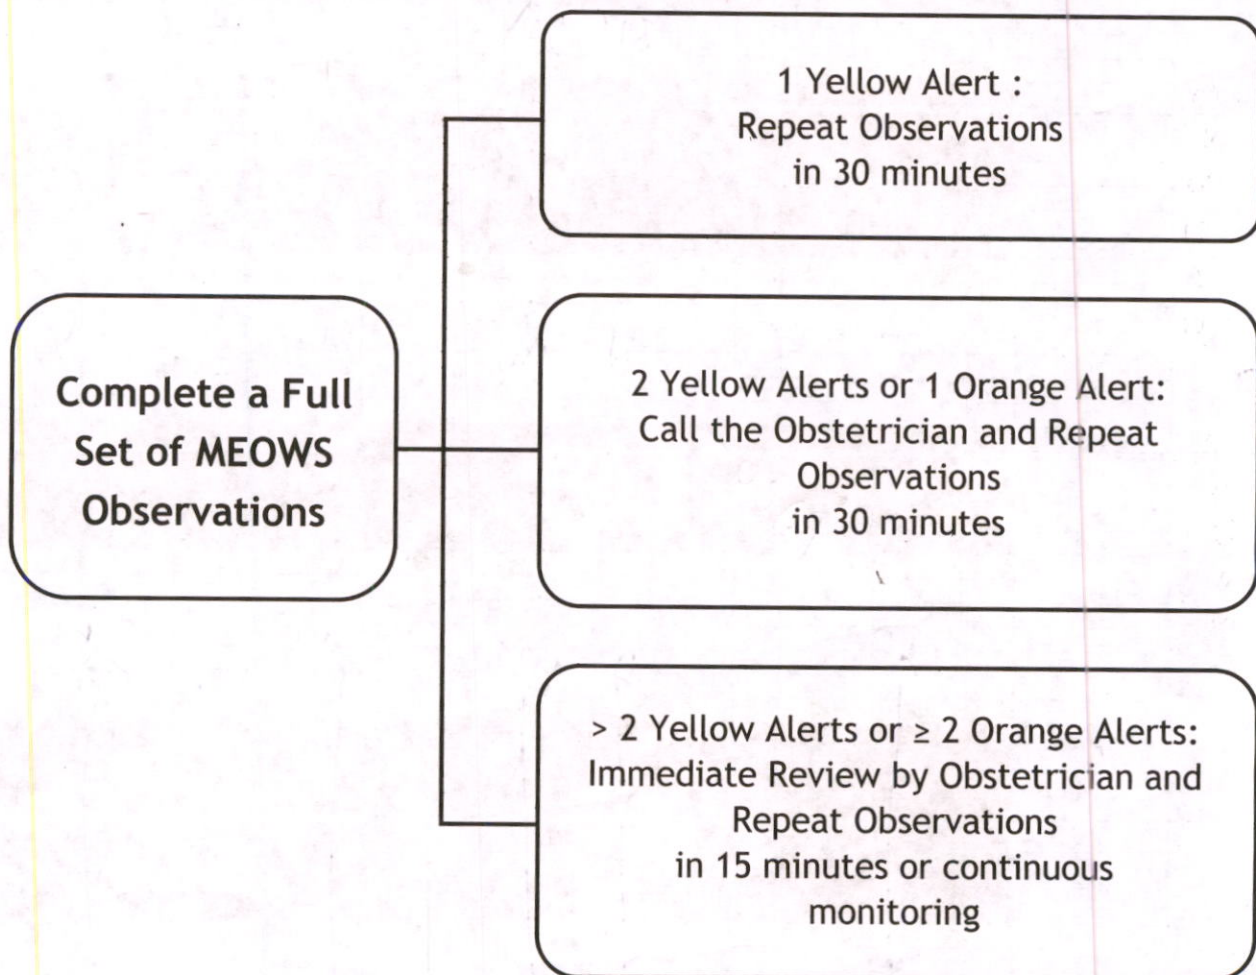 1 Yellow Alert :
Repeat Observations
in 30 minutes
Complete a Full
Set of MEOWS
Observations
2 Yellow Alerts or 1 Orange Alert:
Call the Obstetrician and Repeat
Observations
in 30 minutes
> 2 Yellow Alerts or ≥ 2 Orange Alerts:
Immediate Review by Obstetrician and
Repeat Observations
in 15 minutes or continuous
monitoring